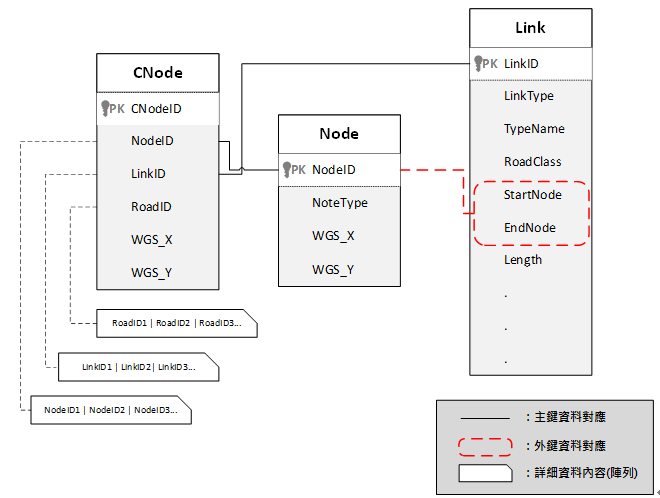 CNode
PK CNodeID
NodeID
LinkID
RoadID
WGS_X
WGS_Y
Node
PK NodeID
NoteType
WGS_X
WGS_Y
Link
PK LinkID
LinkType
TypeName
RoadClass
StartNode
EndNode
Length
.
.
.
RoadID1 | RoadID2 | RoadID3...
LinkID1 | LinkID2| LinkID3...
NodeID1 | NodeID2 | NodeID3...
：主鍵資料對應
：外鍵資料對應
：詳細資料內容(陣列)